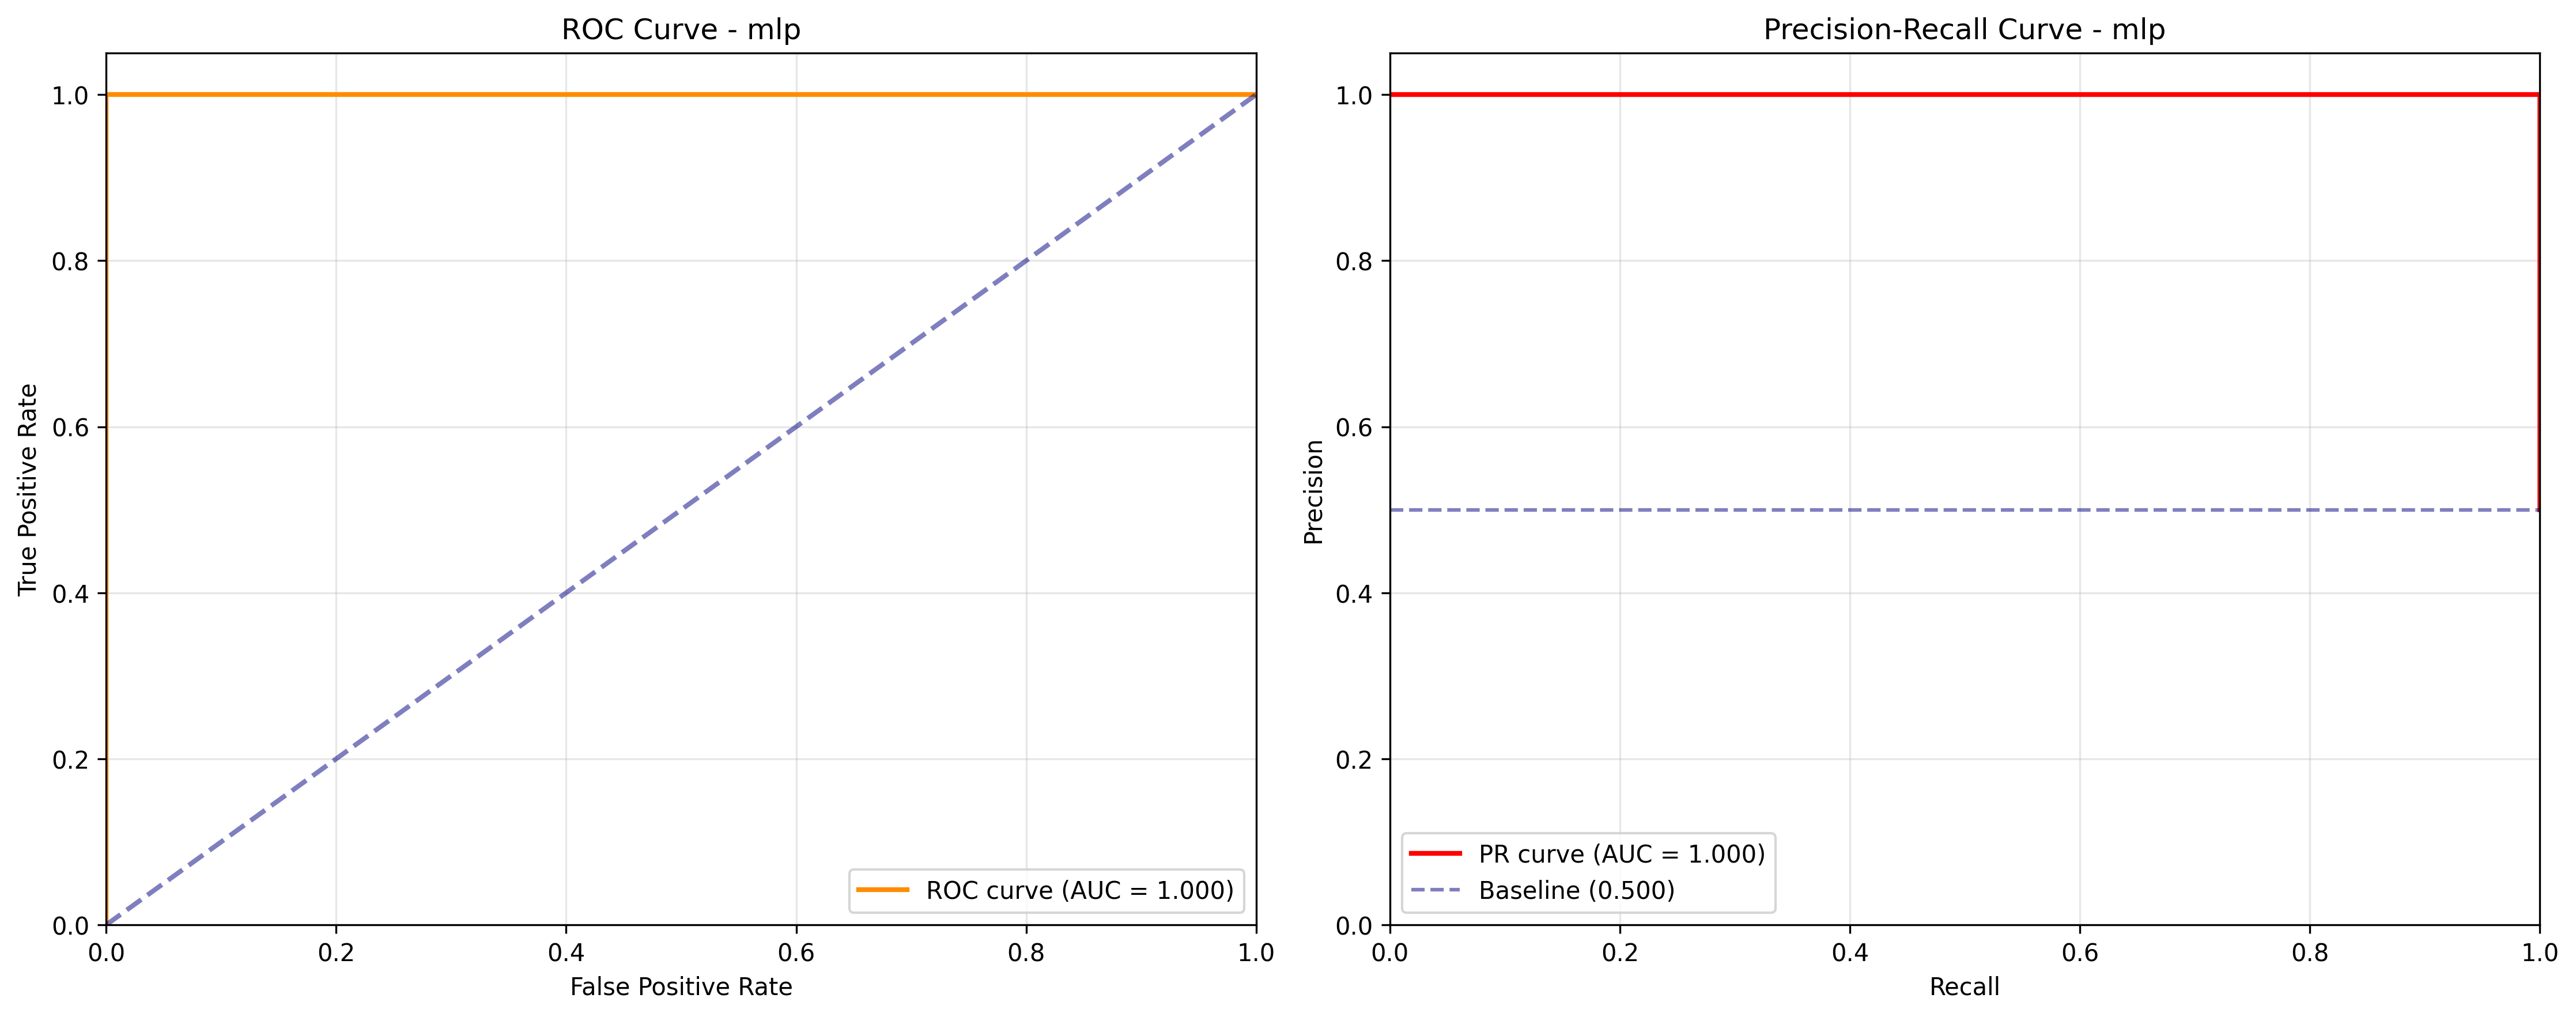 ROC Curve - mlp
1.0
0.8
0.6
0.4
0.2
0.0
True Positive Rate
0.0 0.2 0.4 0.6 0.8 1.0
False Positive Rate
ROC curve (AUC = 1.000)
Precision-Recall Curve - mlp
1.0
0.8
0.6
0.4
0.2
0.0
Precision
0.0 0.2 0.4 0.6 0.8 1.0
Recall
PR curve (AUC = 1.000)
Baseline (0.500)